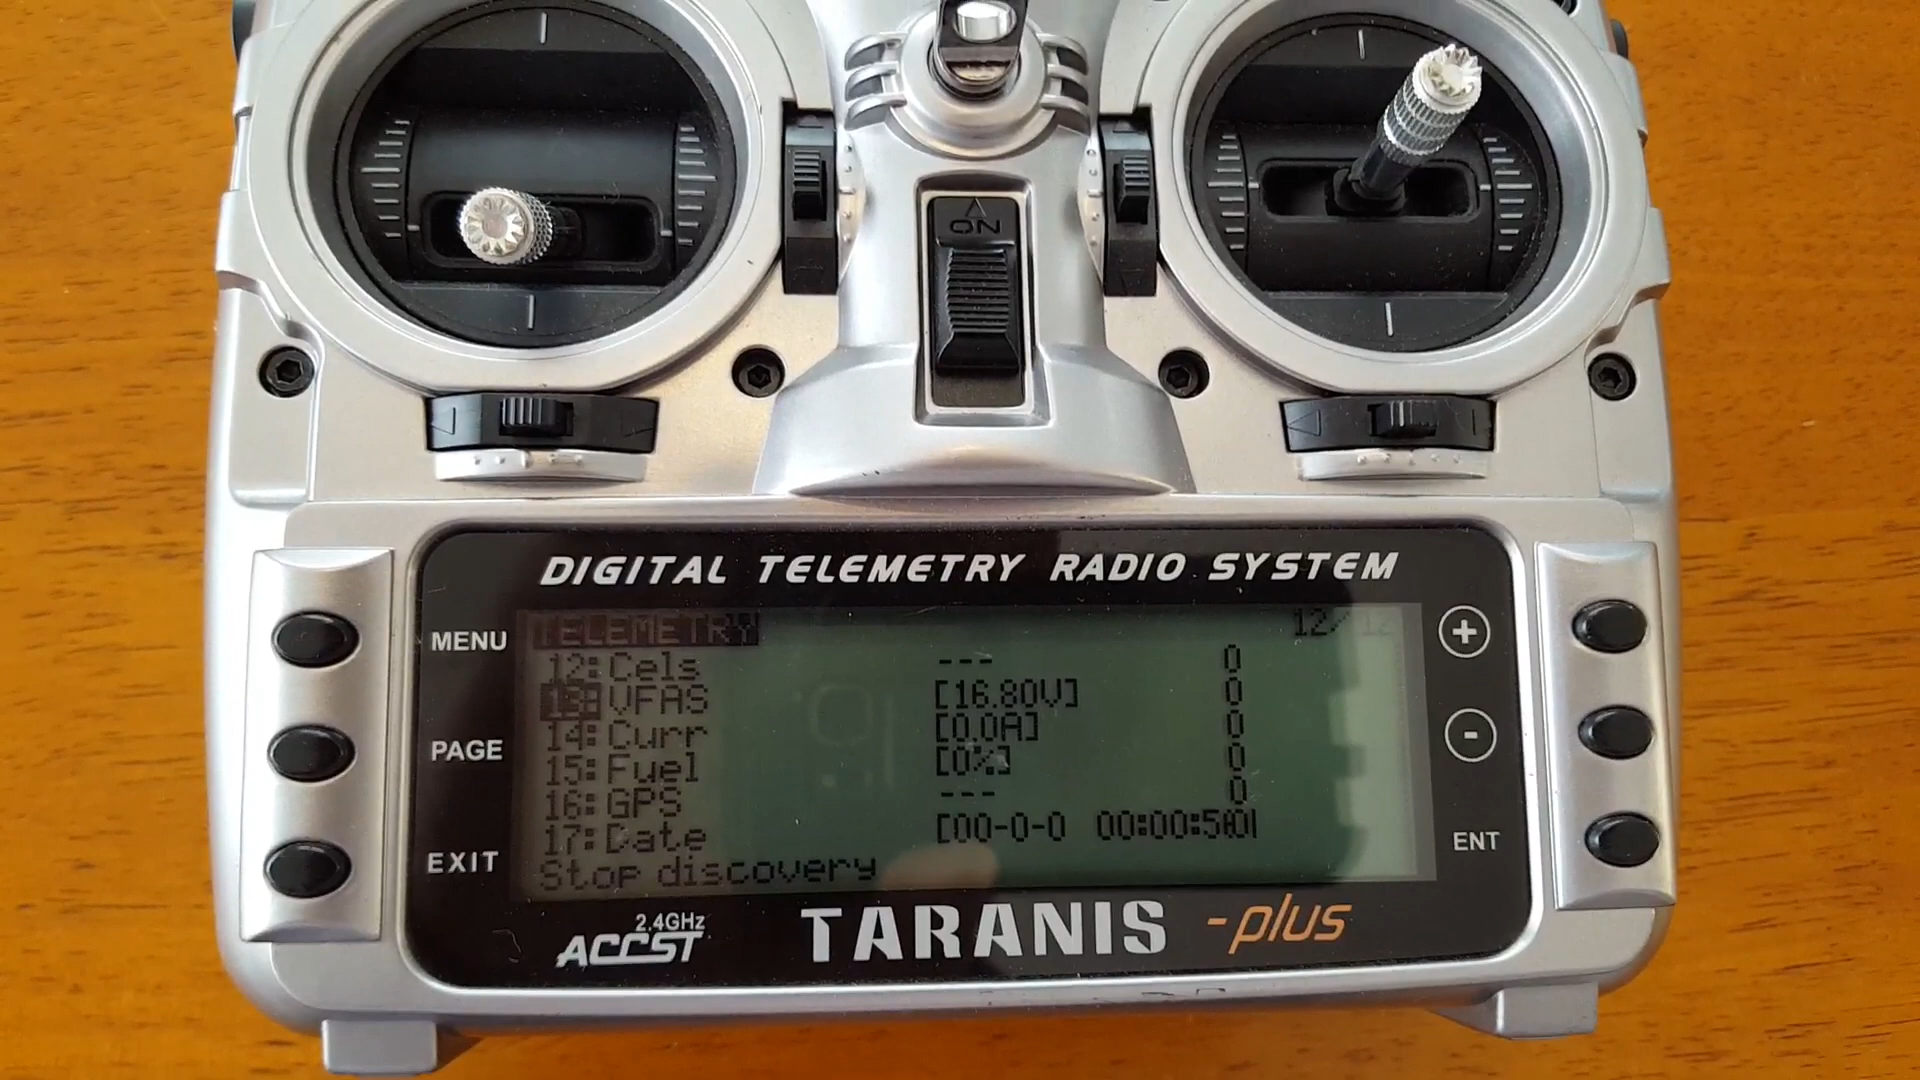 ON
DIGITAL TELEMETRY RADIO SYSTEM
TELEMETRY 12/12
12:Cels --- 0
13:VFAS [16.80V] 0
14:Curr [0.0A] 0
15:Fuel [0%] 0
16:GPS --- 0
17:Date [00-0-0 00:00:5
Stop discovery
MENU
PAGE
EXIT
+
-
ENT
2.4GHz
ACCST
TARANIS -plus